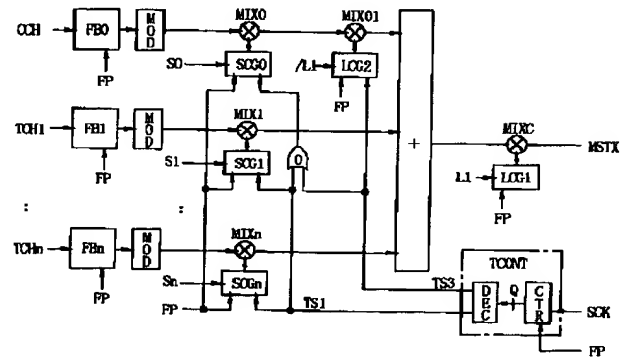 MIX0 MIX01
CCH FB0 MOD
S0 SCG0 /L1 LCG2
FP FP
MIX1
TCH1 FB1 MOD
MIXC
+ MSTX
S1 SCG1 O
FP L1 LCG1
FP
: :
MIXn
TCHn FBn MOD
TCONT
Sn SCGn TS3 DEC Q CTR SCK
FP FP TS1
FP